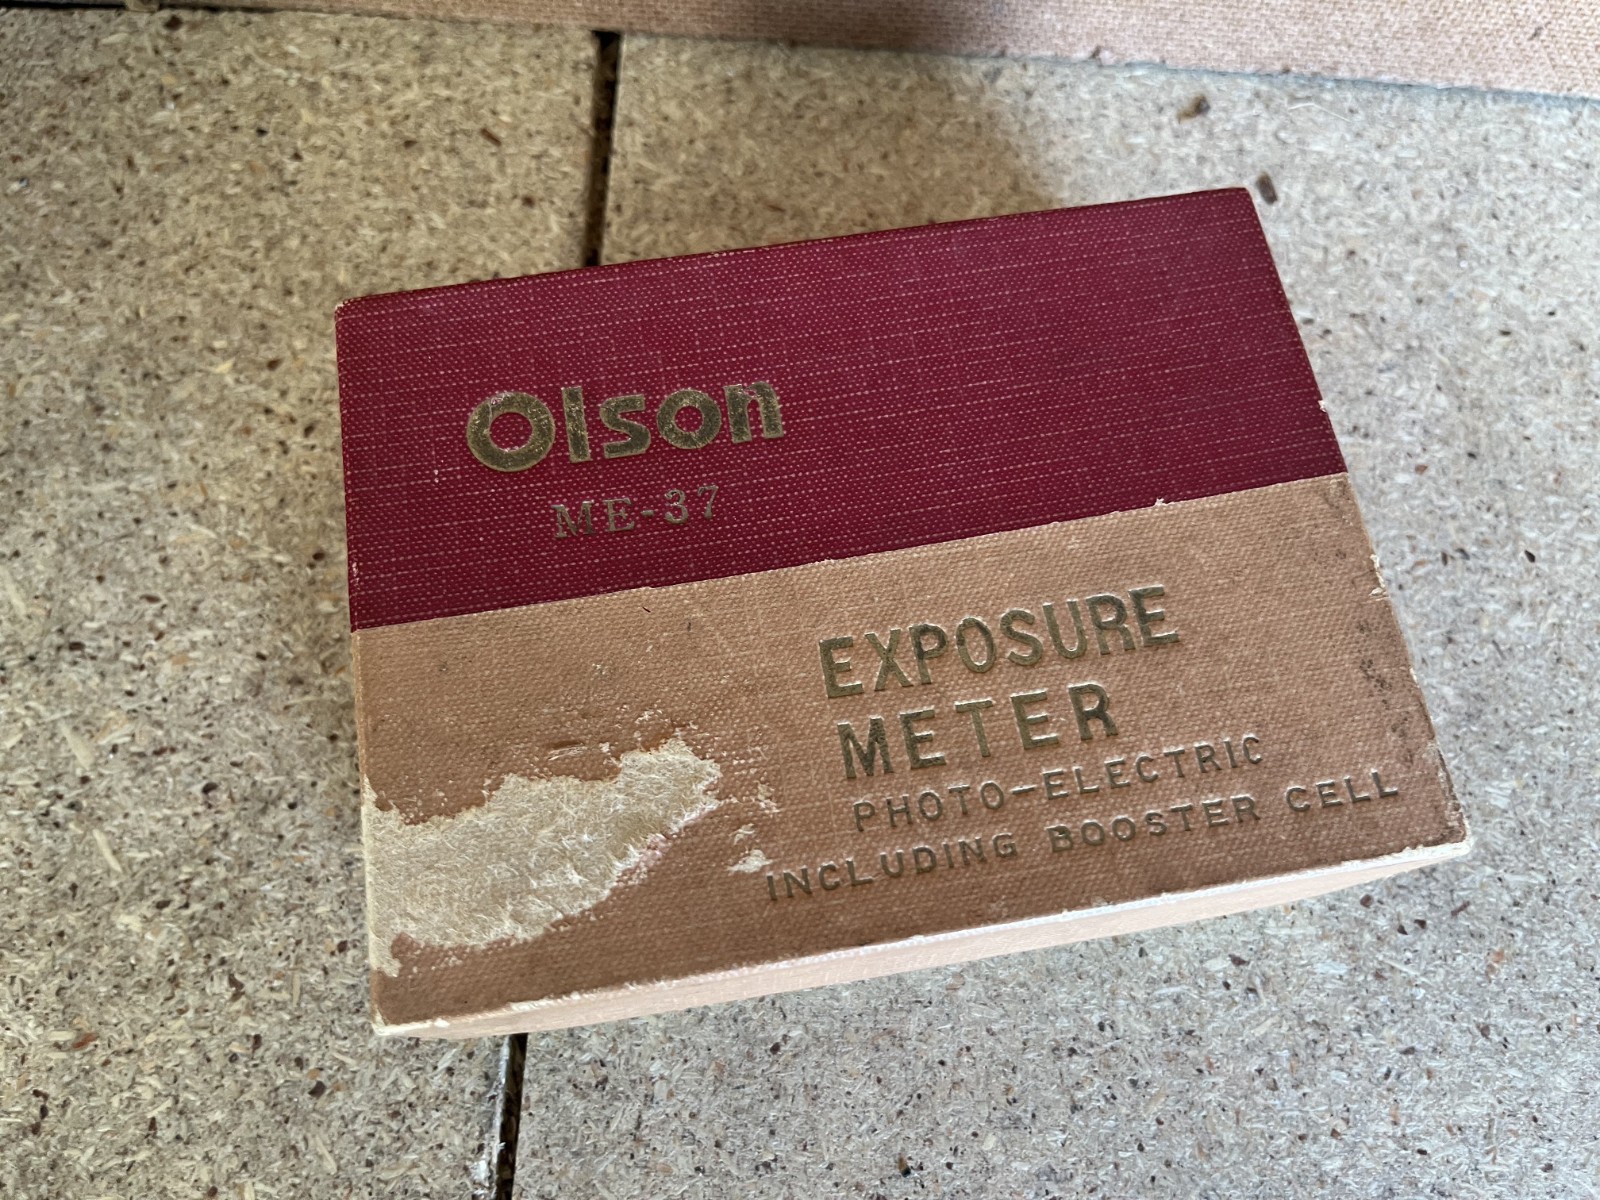 Olson
ME-37
EXPOSURE
METER
PHOTO-ELECTRIC
INCLUDING BOOSTER CELL